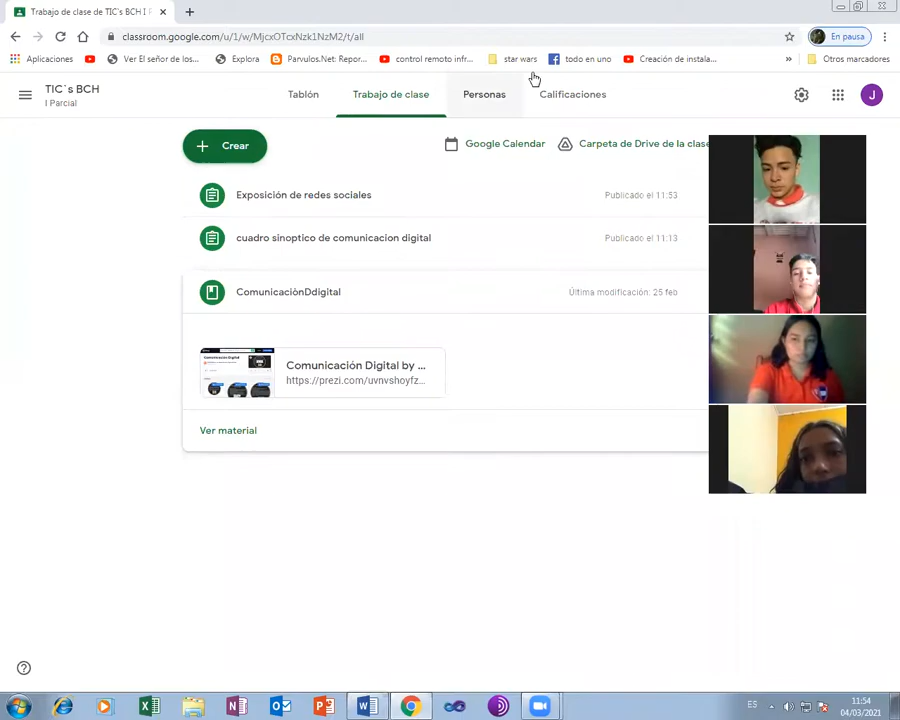 Trabajo de clase de TIC's BCH I P
classroom.google.com/u/1/w/MjcxOTcxNzk1NzM2/t/all
En pausa
Aplicaciones
Ver El señor de los...
Explora
Parvulos.Net: Repor...
control remoto infr...
star wars
todo en uno
Creación de instala...
»
Otros marcadores
TIC`s BCH
I Parcial
Tablón
Trabajo de clase
Personas
Calificaciones
J
+ Crear
Google Calendar
Carpeta de Drive de la clase
Exposición de redes sociales
Publicado el 11:53
cuadro sinoptico de comunicacion digital
Publicado el 11:13
ComunicaciònDdigital
Última modificación: 25 feb
Comunicación Digital by ...
https://prezi.com/uvnvshoyfz...
Ver material
ES
11:54
04/03/2021